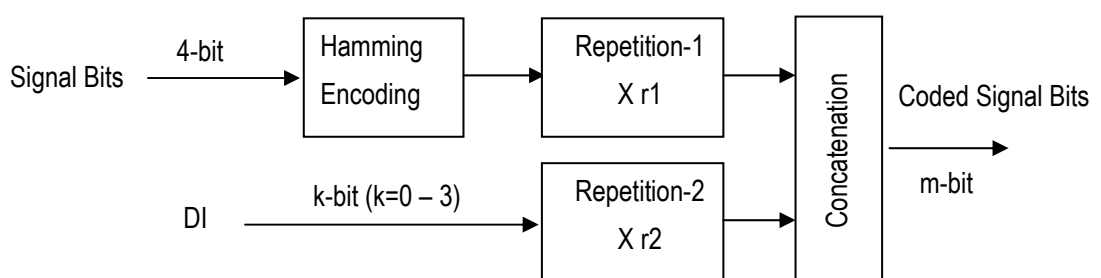 Signal Bits
4-bit
Hamming
Encoding
Repetition-1
X r1
Concatenation
Coded Signal Bits
m-bit
DI
k-bit (k=0 – 3)
Repetition-2
X r2